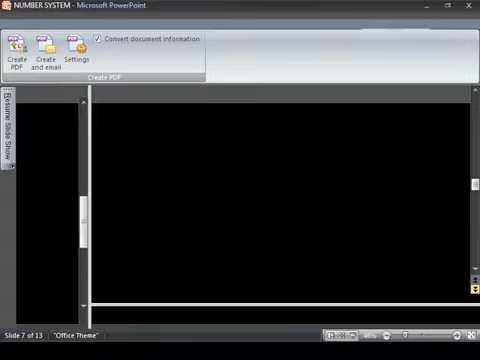 NUMBER SYSTEM - Microsoft PowerPoint
Create PDF
Create and email
Settings
Convert document information
Create PDF
Resume Slide Show
Slide 7 of 13
"Office Theme"
46%